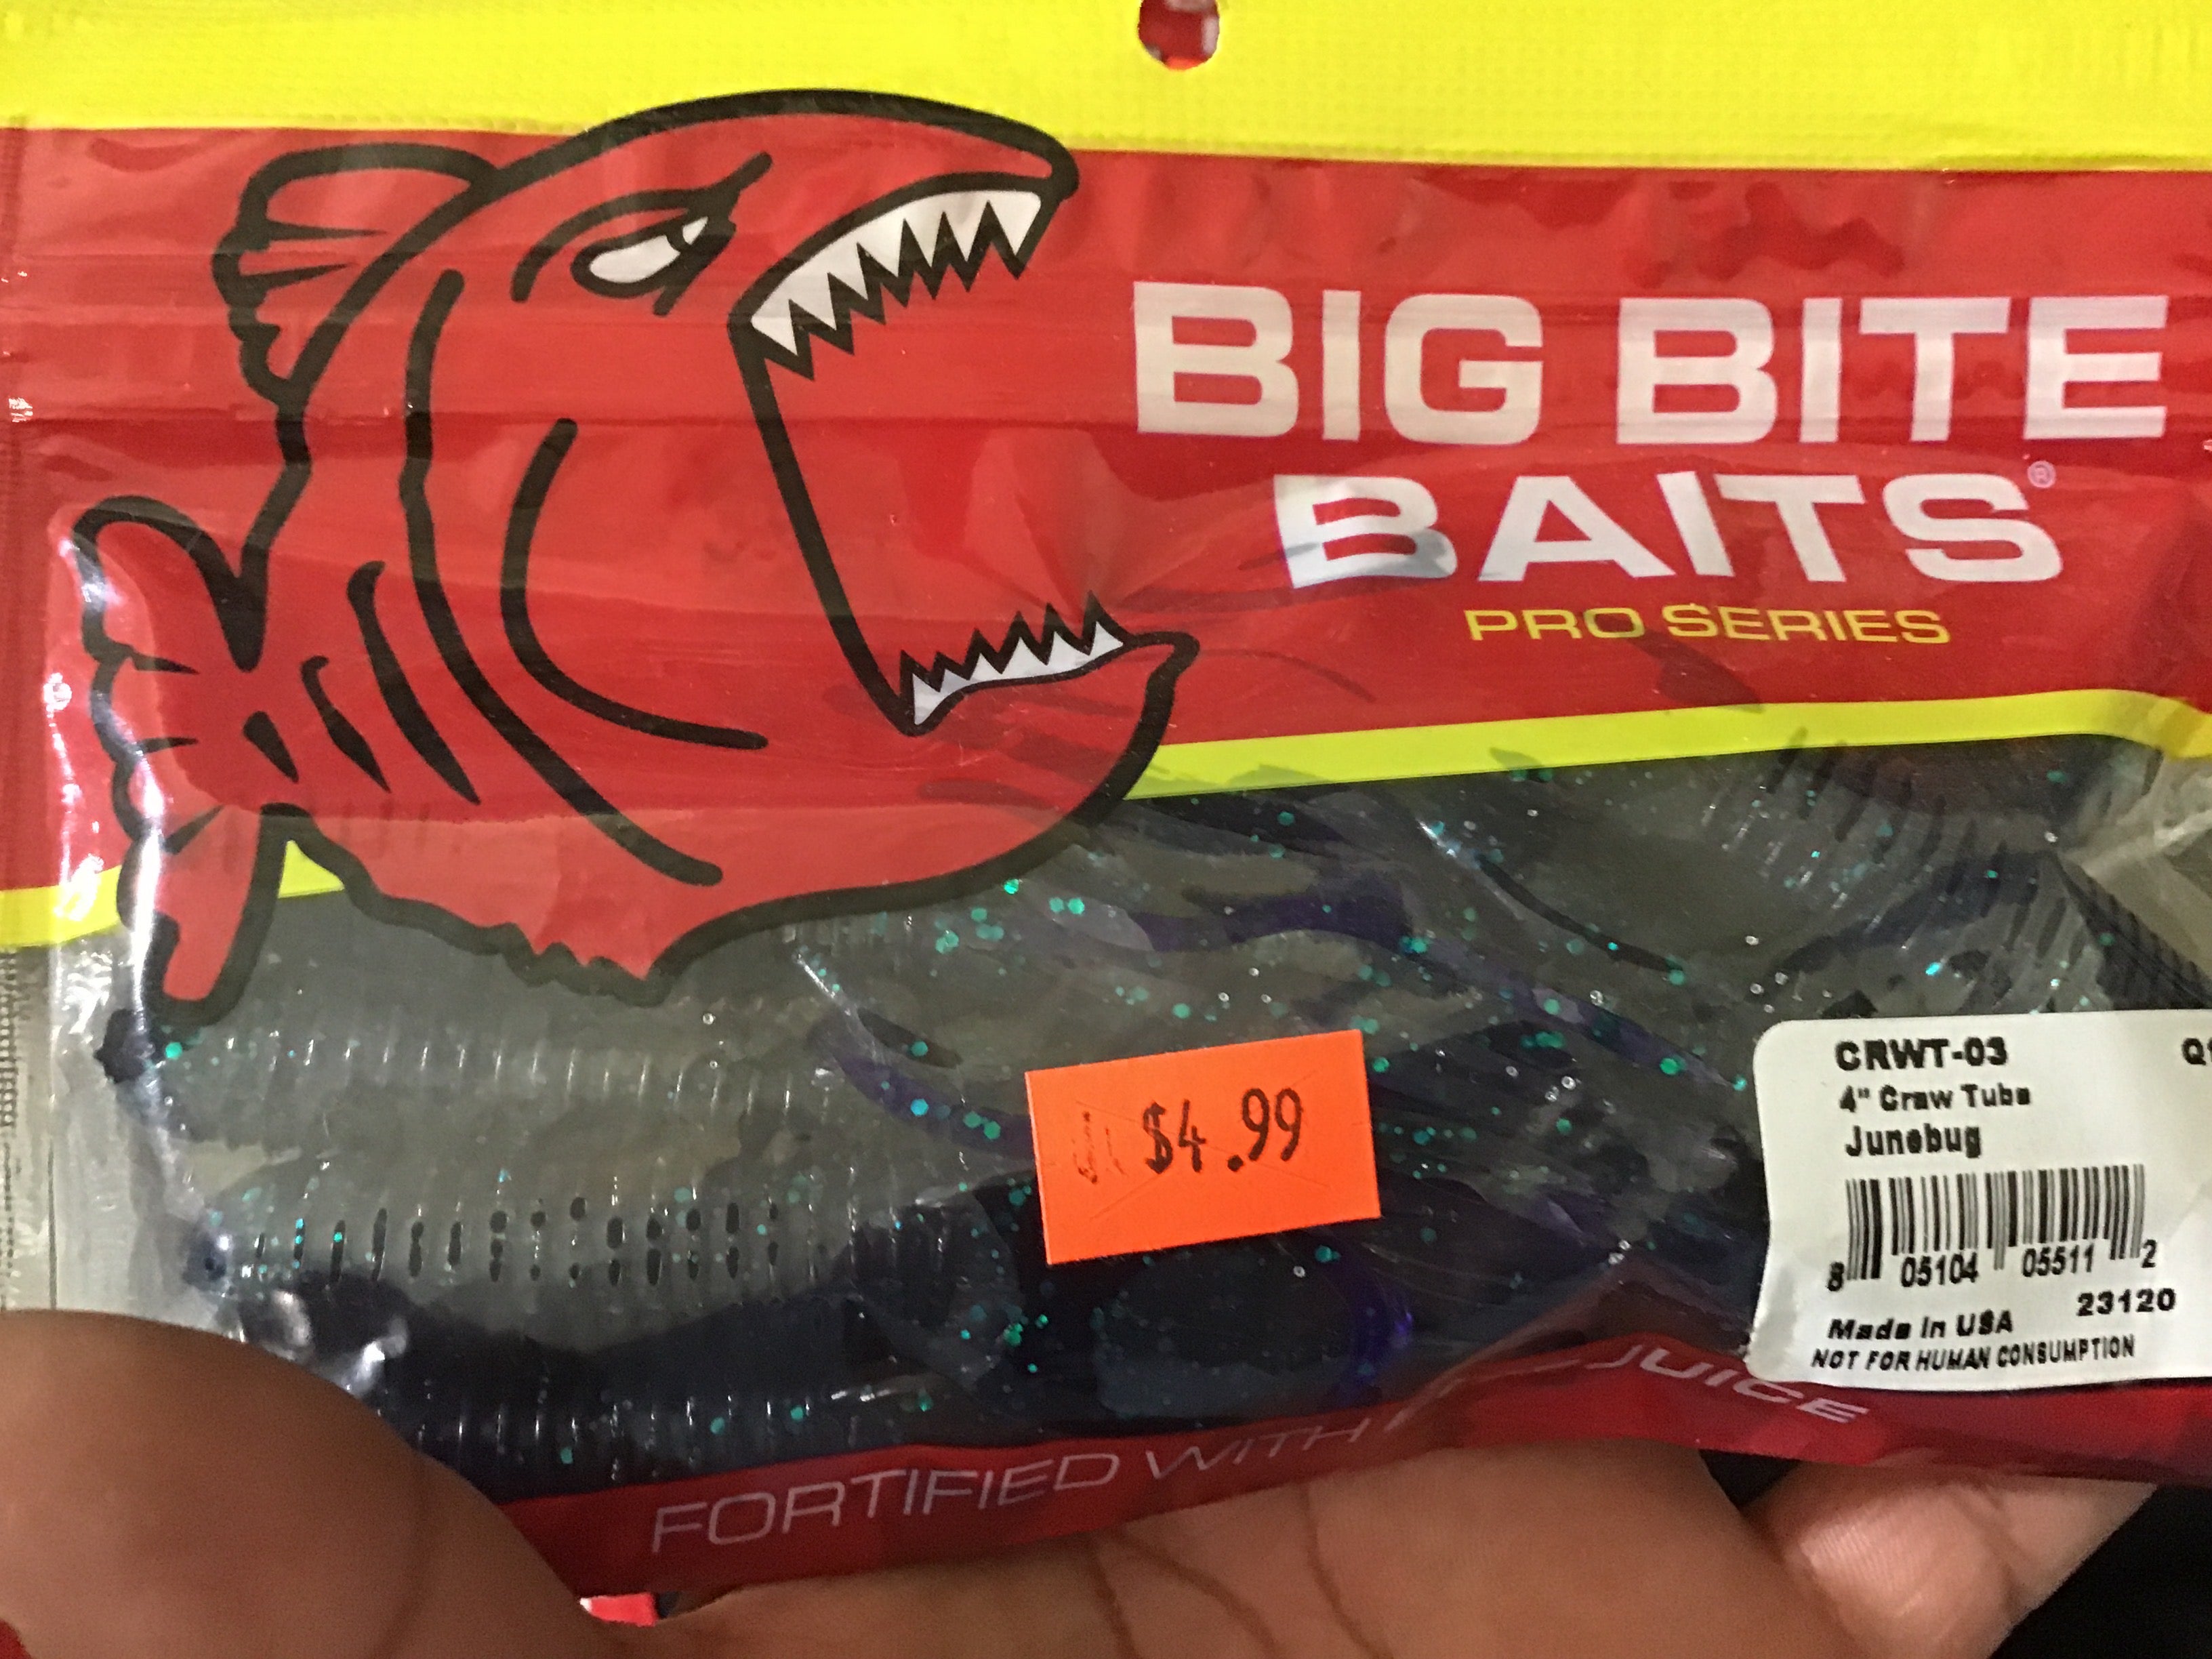 BIG BITE
BAITS®
PRO SERIES
$4.99
CRWT-03
4" Craw Tube
Junebug
8 05104 05511 2
23120
Made in USA
NOT FOR HUMAN CONSUMPTION
FORTIFIED WITH JUICE